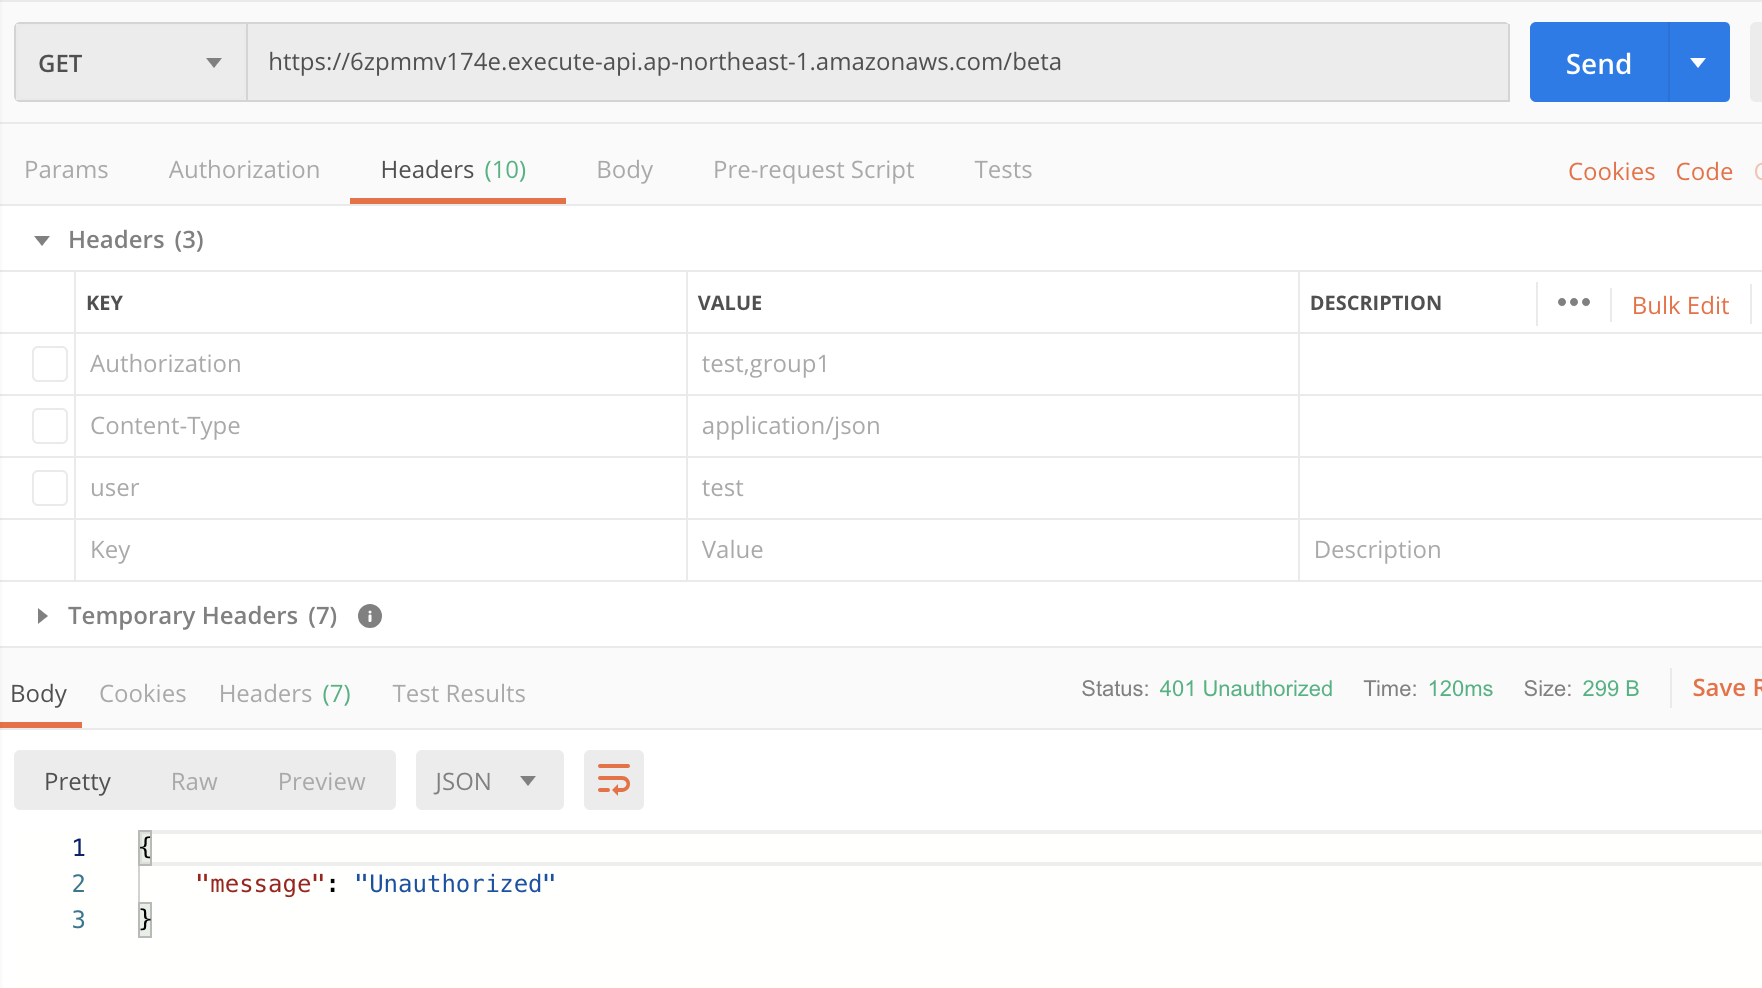 GET https://6zpmmv174e.execute-api.ap-northeast-1.amazonaws.com/beta Send
Params Authorization Headers (10) Body Pre-request Script Tests Cookies Code
Headers (3)
KEY VALUE DESCRIPTION ••• Bulk Edit
Authorization test,group1
Content-Type application/json
user test
Key Value Description
Temporary Headers (7)
Body Cookies Headers (7) Test Results Status: 401 Unauthorized Time: 120ms Size: 299 B Save
Pretty Raw Preview JSON
1 {
2 "message": "Unauthorized"
3 }